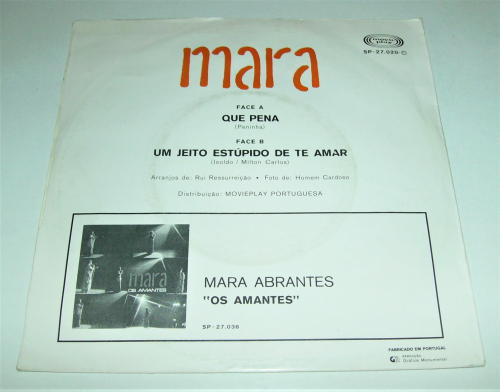 mara
SP-27.020-
FACE A
QUE PENA
(Peninha)
FACE B
UM JEITO ESTÚPIDO DE TE AMAR
(Isolda / Milton Carlos)
Arranjos de: Rui Ressurreição • Foto de: Homem Cardoso
Distribuição: MOVIEPLAY PORTUGUESA
mara
OS AMANTES
MARA ABRANTES
"OS AMANTES"
SP-27.036
FABRICADO EM PORTUGAL
Gráfica Monumental